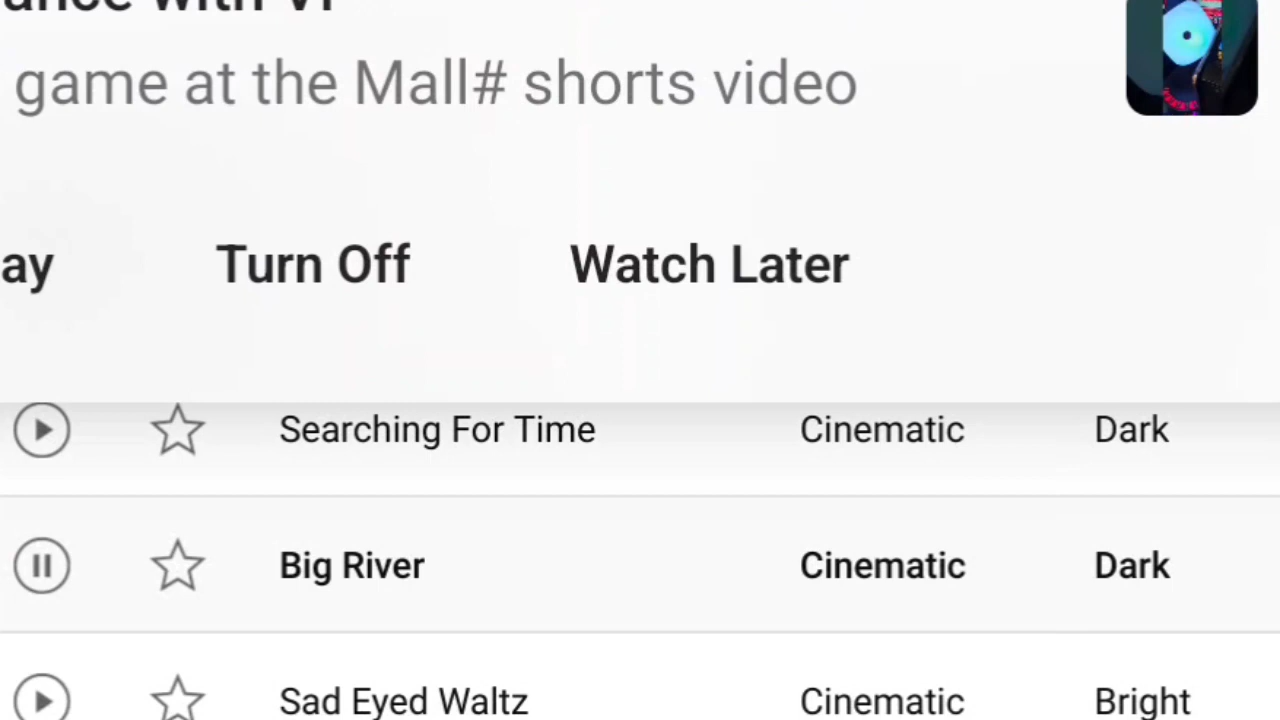 game at the Mall# shorts video
ay Turn Off Watch Later
Searching For Time Cinematic Dark
Big River Cinematic Dark
Sad Eyed Waltz Cinematic Bright